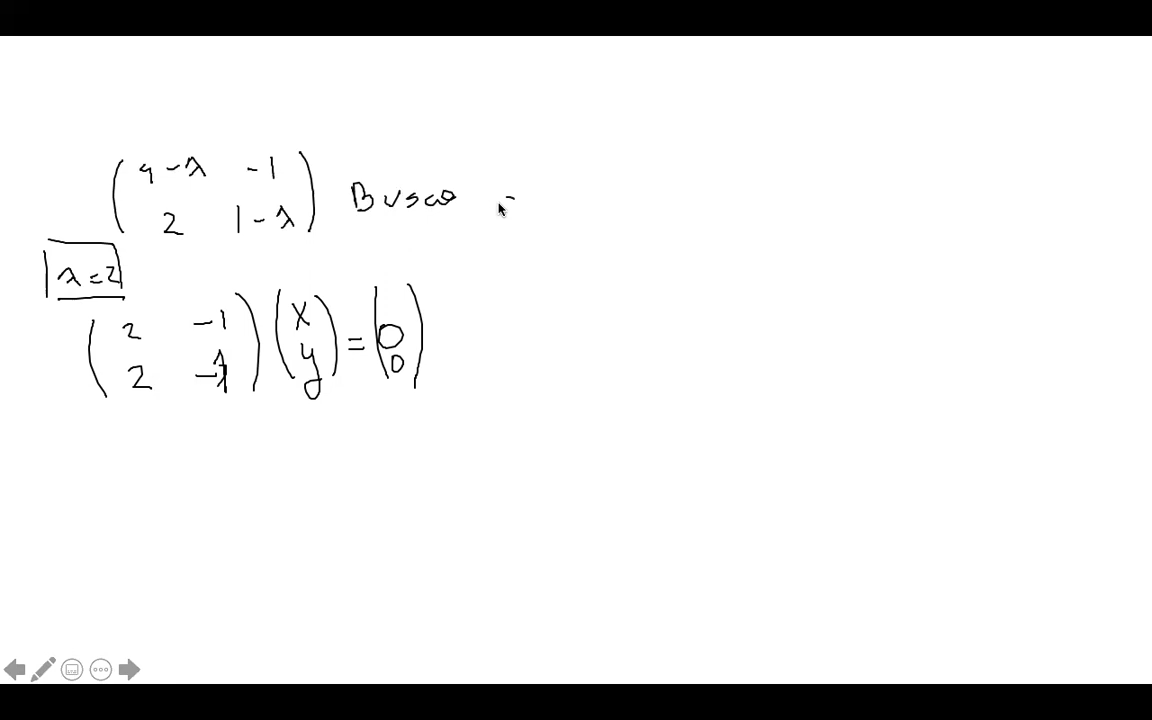 ( 4-λ -1 ) Busco -
( 2 1-λ )
λ=2
( 2 -1 ) ( x ) = ( 0 )
( 2 -1 ) ( y ) ( 0 )